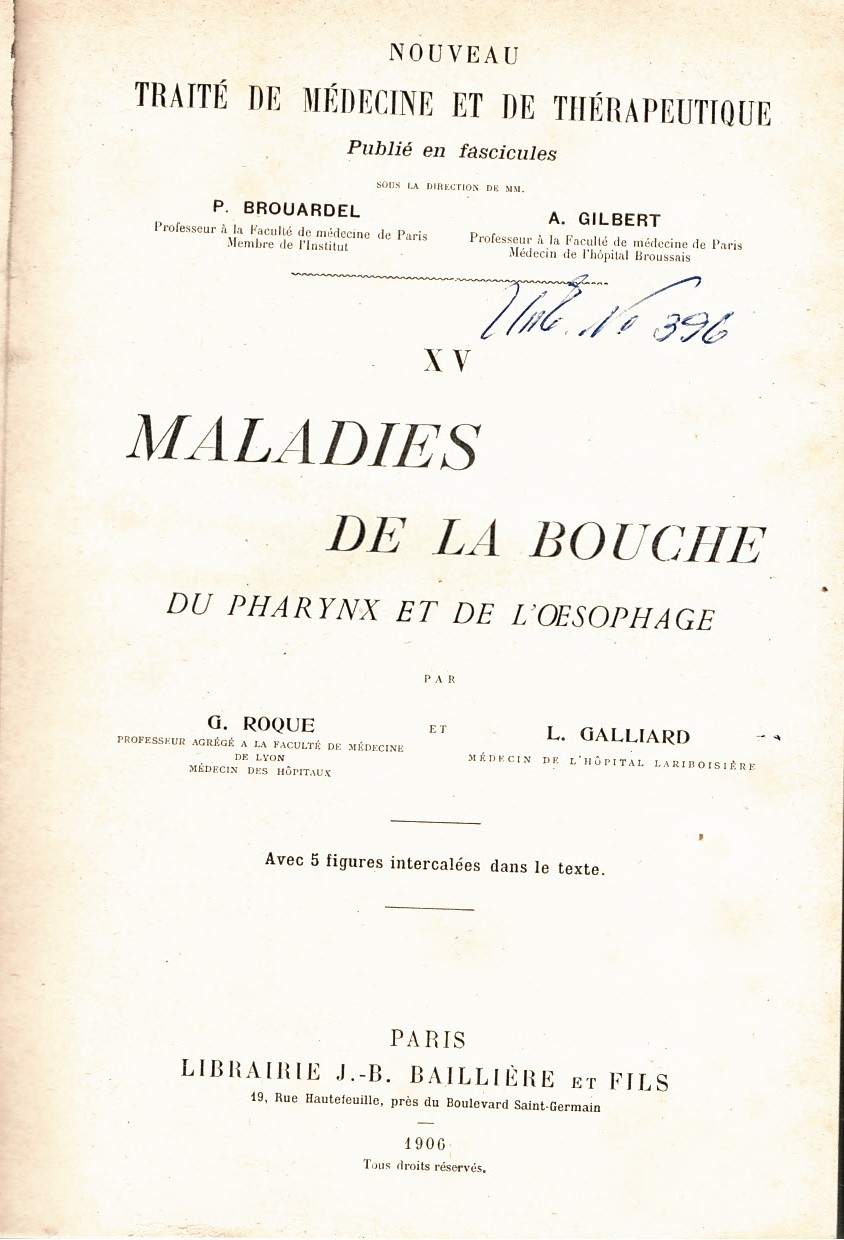 NOUVEAU
TRAITÉ DE MÉDECINE ET DE THÉRAPEUTIQUE
Publié en fascicules
SOUS LA DIRECTION DE MM.
P. BROUARDEL
Professeur à la Faculté de médecine de Paris
Membre de l'Institut
A. GILBERT
Professeur à la Faculté de médecine de Paris
Médecin de l'hôpital Broussais
No 396
XV
MALADIES
DE LA BOUCHE
DU PHARYNX ET DE L'ŒSOPHAGE
PAR
G. ROQUE
PROFESSEUR AGRÉGÉ A LA FACULTÉ DE MÉDECINE
DE LYON
MÉDECIN DES HÔPITAUX
ET
L. GALLIARD
MÉDECIN DE L'HÔPITAL LARIBOISIÈRE
Avec 5 figures intercalées dans le texte.
PARIS
LIBRAIRIE J.-B. BAILLIÈRE ET FILS
19, Rue Hautefeuille, près du Boulevard Saint-Germain
1906
Tous droits réservés.